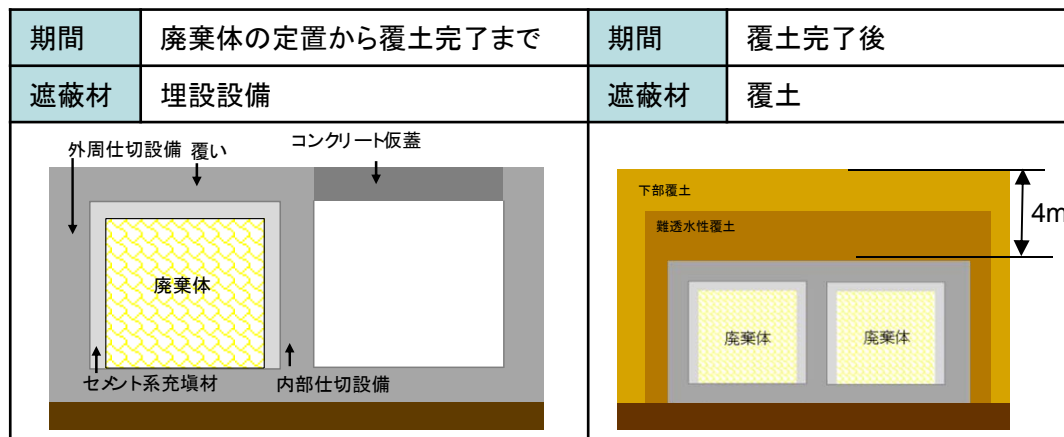 期間
廃棄体の定置から覆土完了まで
期間
覆土完了後
遮蔽材
埋設設備
遮蔽材
覆土
外周仕切設備
覆い
コンクリート仮蓋
廃棄体
セメント系充填材
内部仕切設備
下部覆土
難透水性覆土
4m
廃棄体
廃棄体